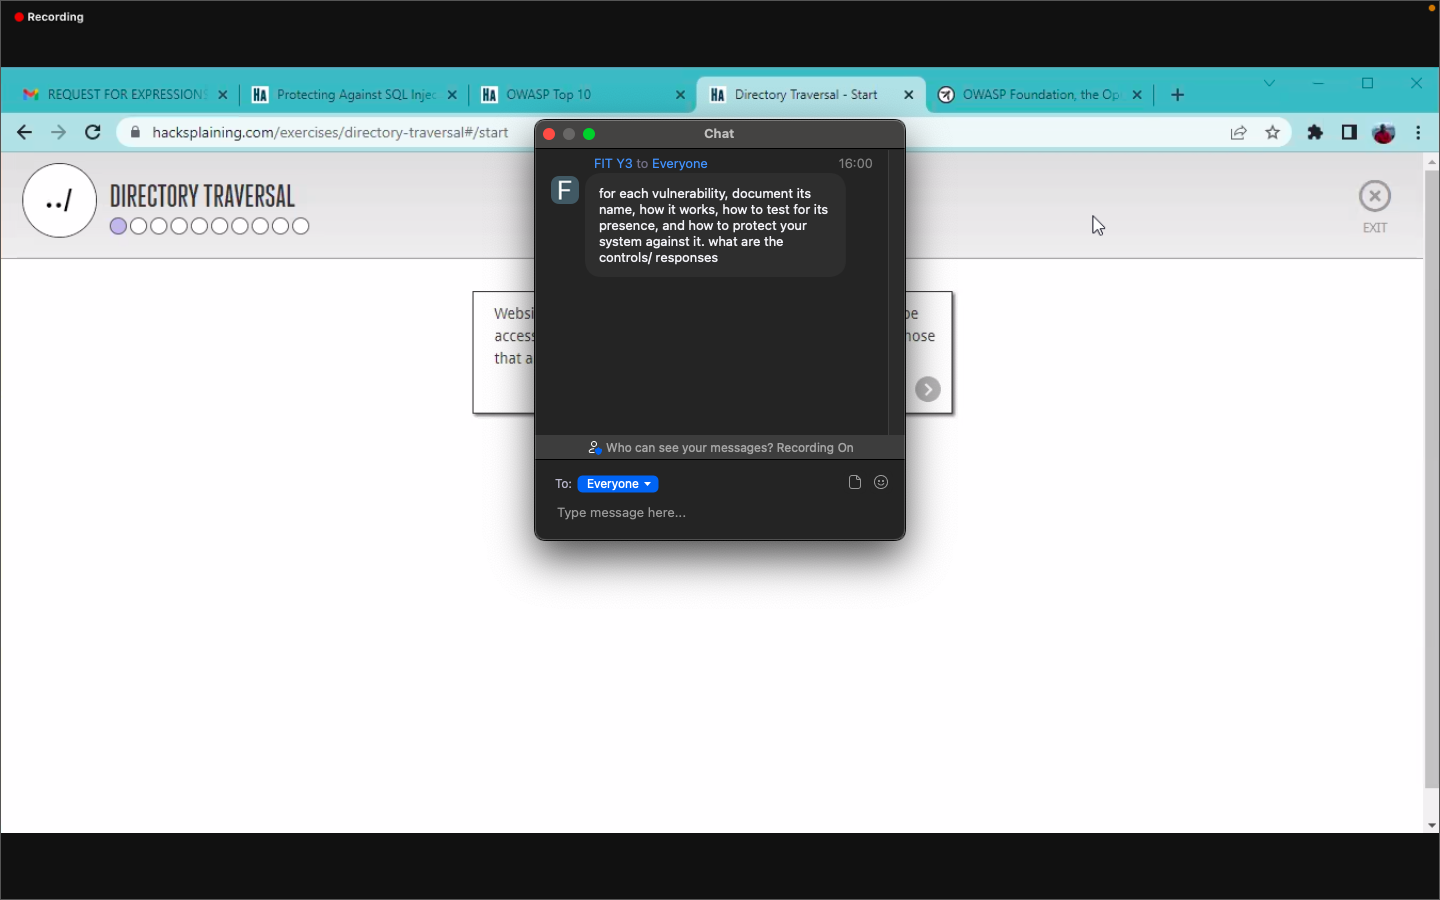 Recording
REQUEST FOR EXPRESSION
Protecting Against SQL Injec
OWASP Top 10
Directory Traversal - Start
OWASP Foundation, the Op
hacksplaining.com/exercises/directory-traversal#/start
../
DIRECTORY TRAVERSAL
EXIT
Chat
FIT Y3 to Everyone 16:00
F
for each vulnerability, document its
name, how it works, how to test for its
presence, and how to protect your
system against it. what are the
controls/ responses
Websi
access
that a
Who can see your messages? Recording On
To: Everyone
Type message here...